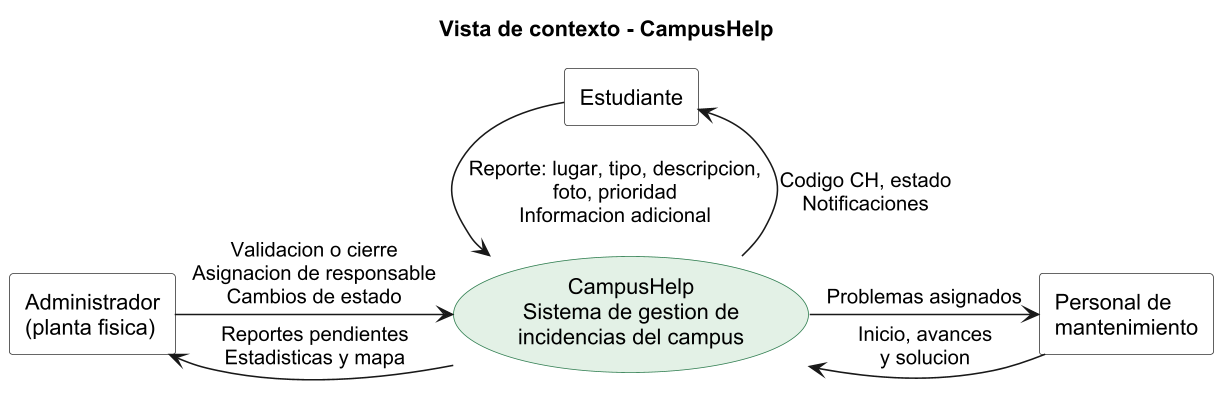 Vista de contexto - CampusHelp
Estudiante
Reporte: lugar, tipo, descripcion,
foto, prioridad
Informacion adicional
Codigo CH, estado
Notificaciones
Validacion o cierre
Asignacion de responsable
Cambios de estado
Administrador
(planta fisica)
Reportes pendientes
Estadisticas y mapa
CampusHelp
Sistema de gestion de
incidencias del campus
Problemas asignados
Inicio, avances
y solucion
Personal de
mantenimiento